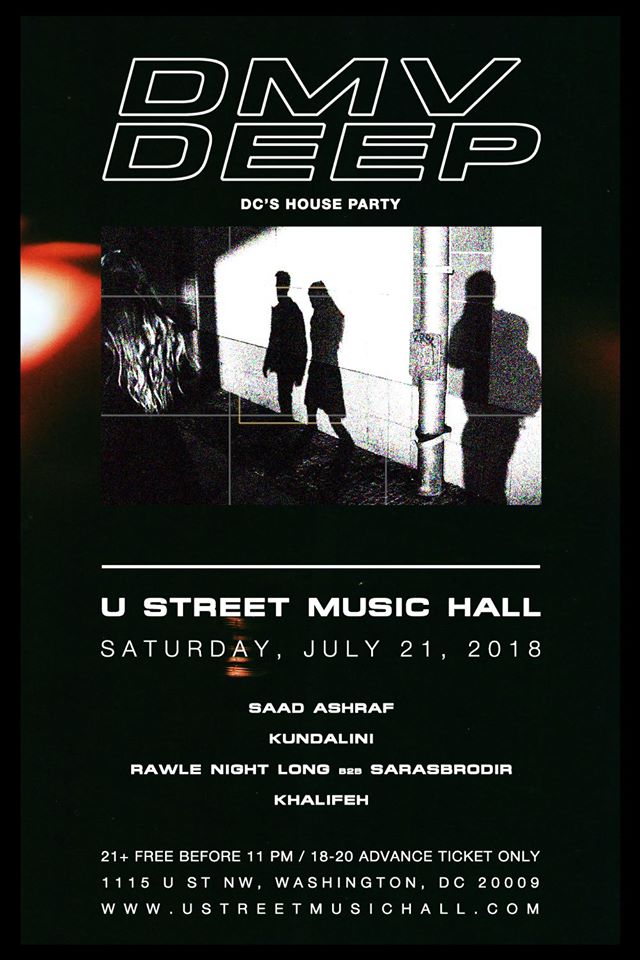 DMV
DEEP
DC'S HOUSE PARTY
U STREET MUSIC HALL
SATURDAY, JULY 21, 2018
SAAD ASHRAF
KUNDALINI
RAWLE NIGHT LONG B2B SARASBRODIR
KHALIFEH
21+ FREE BEFORE 11 PM / 18-20 ADVANCE TICKET ONLY
1115 U ST NW, WASHINGTON, DC 20009
WWW.USTREETMUSICHALL.COM